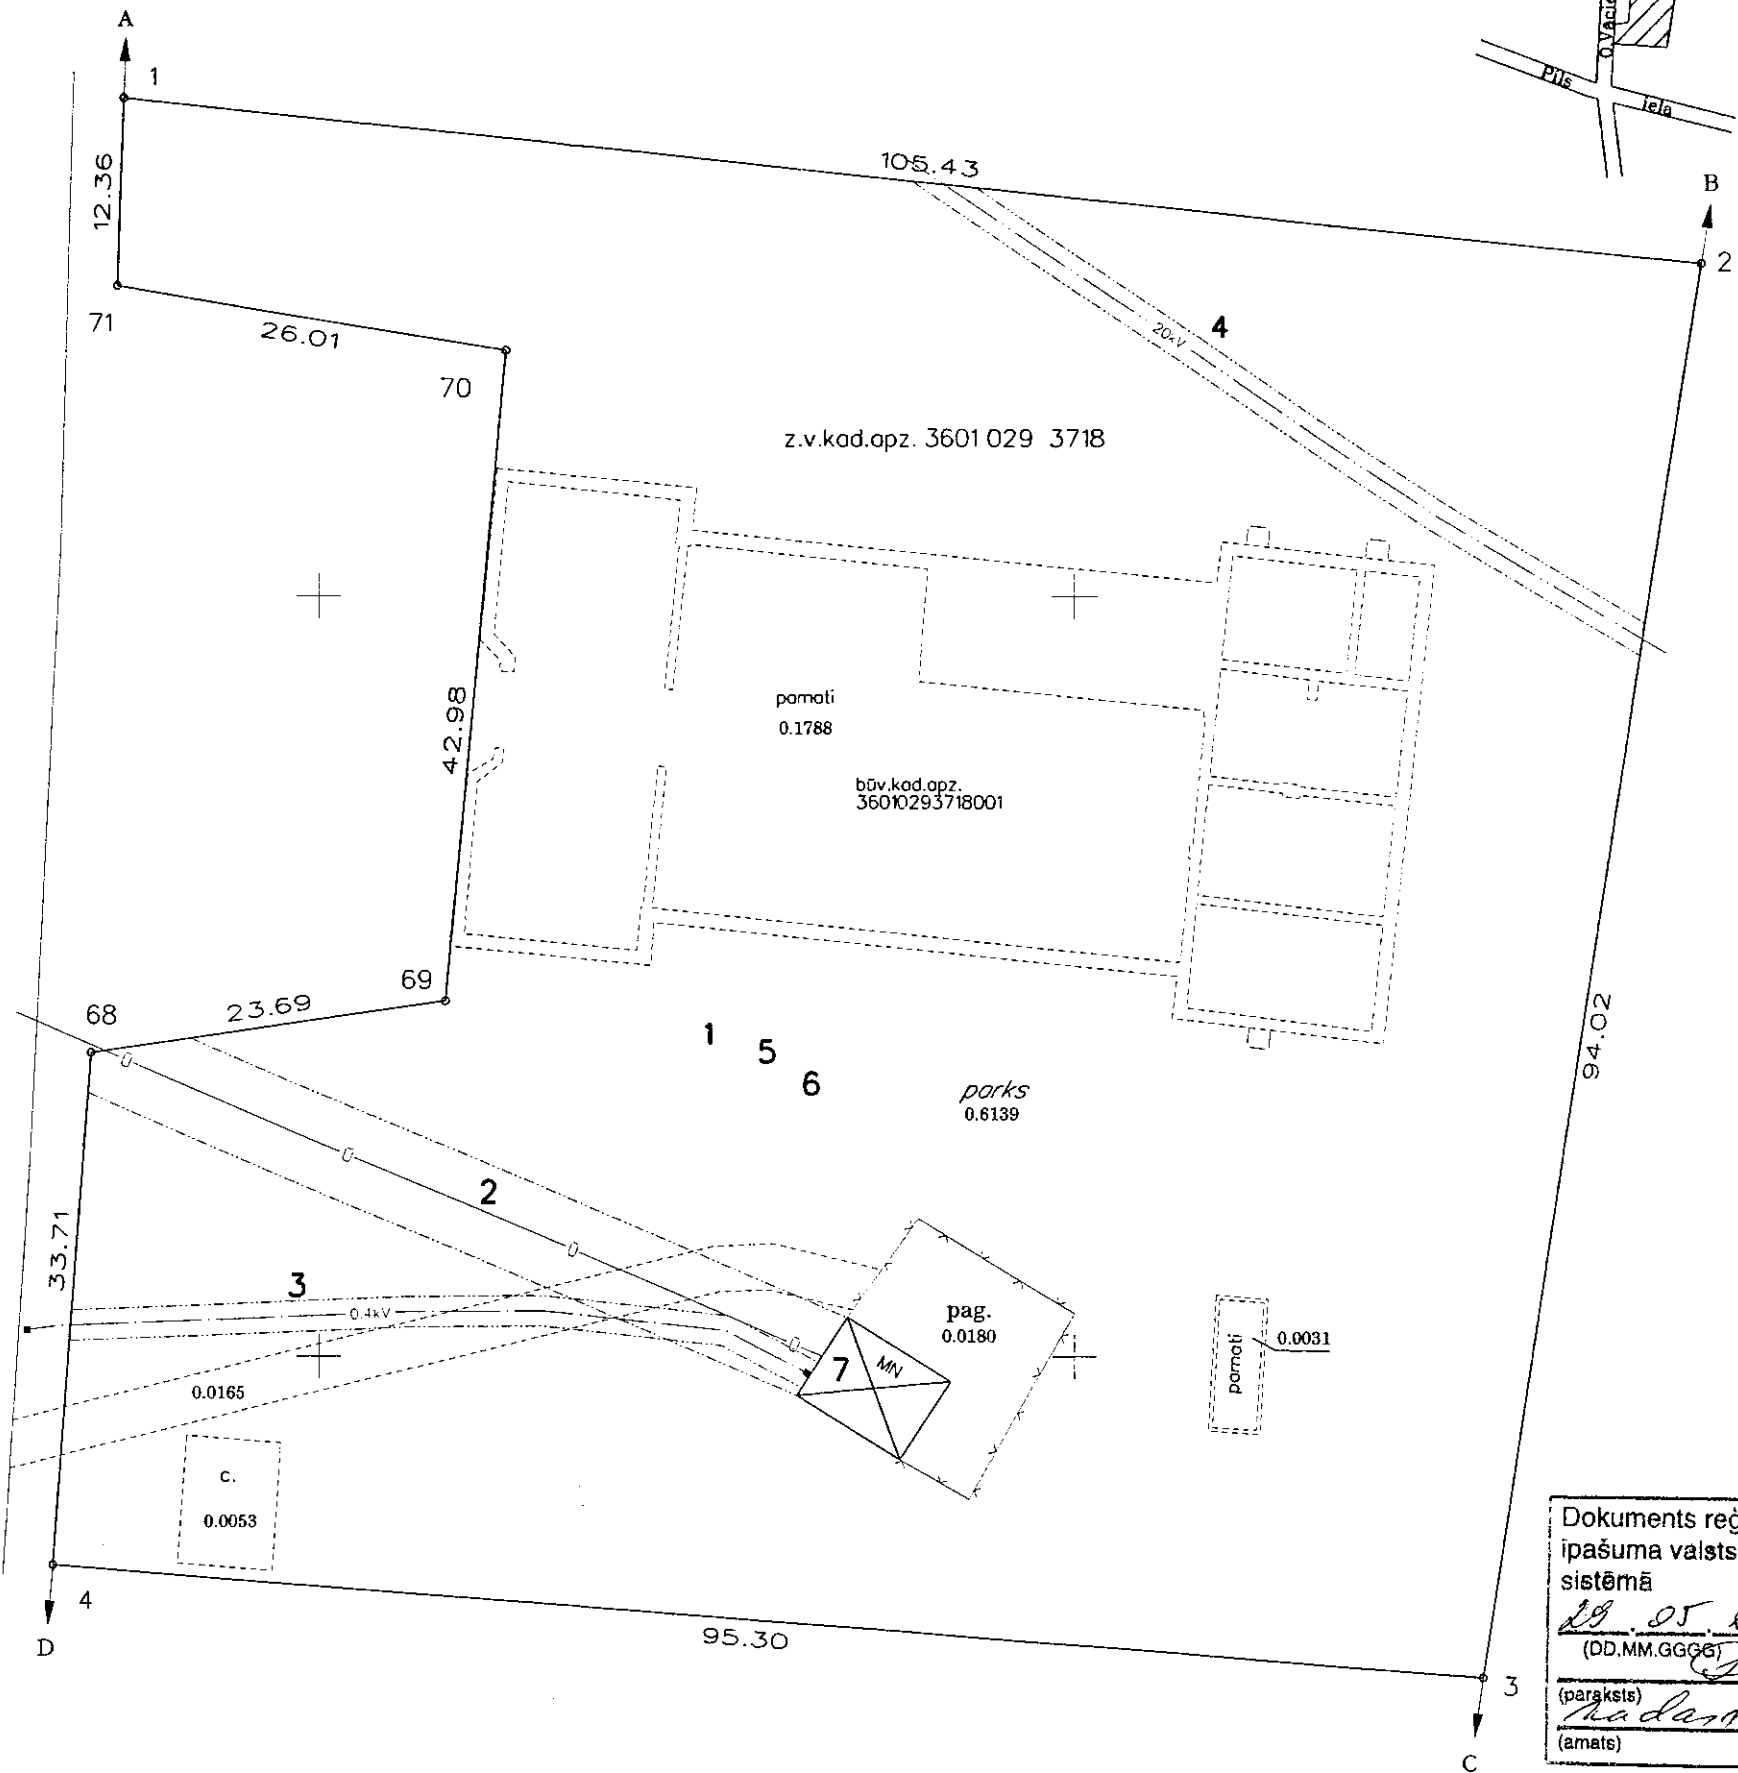 A
1
Pils
iela
12.36
105.43
B
2
71
26.01
20kV
4
70
z.v.kad.apz. 3601 029 3718
42.98
pamati
0.1788
būv.kad.apz.
36010293718001
69
68
23.69
94.02
1
5
6
parks
0.6139
2
33.71
3
0.4kV
pag.
0.0180
7
MN
pamati
0.0031
0.0165
c.
0.0053
4
D
95.30
3
C
Dokuments reģ
īpašuma valsts
sistēmā
29.05.
(DD.MM.GGGG)
(paraksts)
(amats)